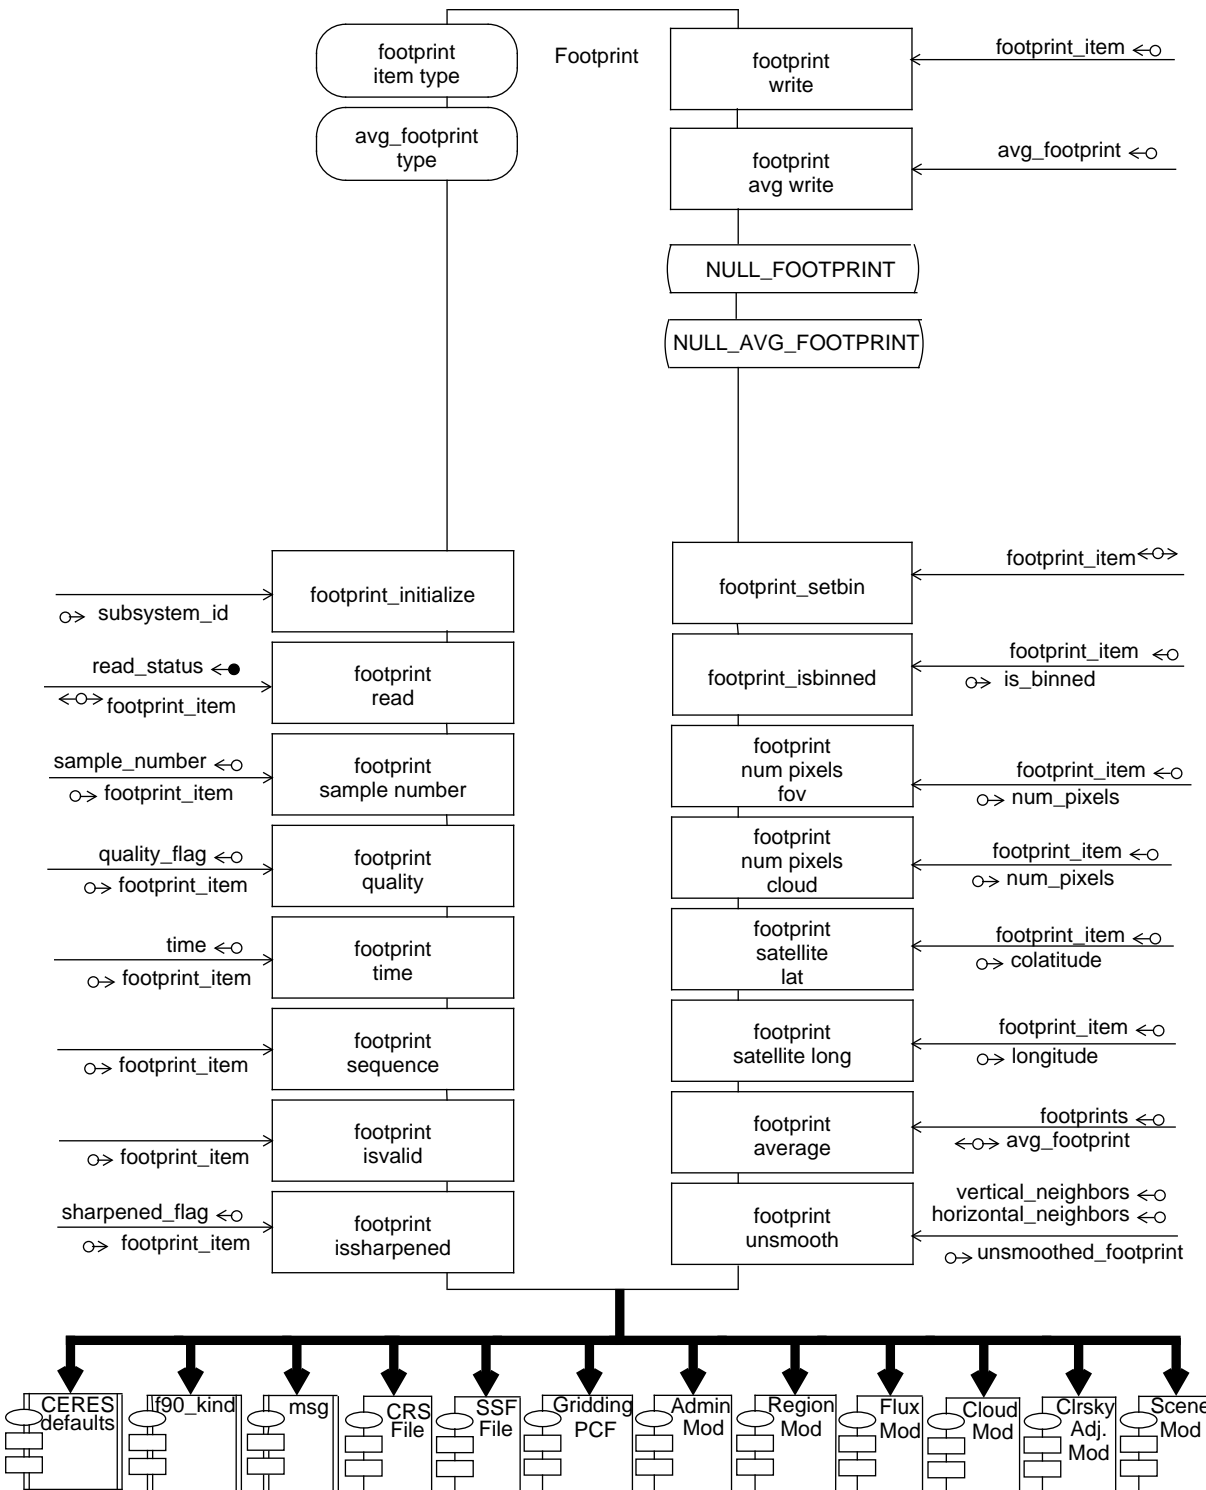 footprint
item type
Footprint
footprint
write
footprint_item
avg_footprint
type
footprint
avg write
avg_footprint
NULL_FOOTPRINT
NULL_AVG_FOOTPRINT
footprint_initialize
subsystem_id
footprint_setbin
footprint_item
read_status
footprint_item
footprint
read
footprint_isbinned
footprint_item
is_binned
sample_number
footprint_item
footprint
sample number
footprint
num pixels
fov
footprint_item
num_pixels
quality_flag
footprint_item
footprint
quality
footprint
num pixels
cloud
footprint_item
num_pixels
time
footprint_item
footprint
time
footprint
satellite
lat
footprint_item
colatitude
footprint_item
footprint
sequence
footprint
satellite long
footprint_item
longitude
footprint_item
footprint
isvalid
footprint
average
footprints
avg_footprint
sharpened_flag
footprint_item
footprint
issharpened
footprint
unsmooth
vertical_neighbors
horizontal_neighbors
unsmoothed_footprint
CERES
defaults
f90_kind
msg
CRS
File
SSF
File
Gridding
PCF
Admin
Mod
Region
Mod
Flux
Mod
Cloud
Mod
Clrsky
Adj.
Mod
Scene
Mod